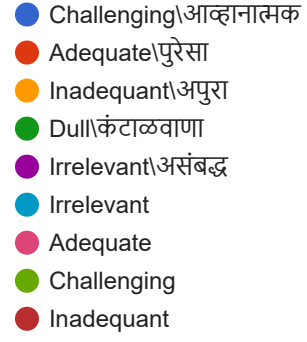 Challenging\आव्हानात्मक
Adequate\पुरेसा
Inadequant\अपुरा
Dull\कंटाळवाणा
Irrelevant\असंबद्ध
Irrelevant
Adequate
Challenging
Inadequant